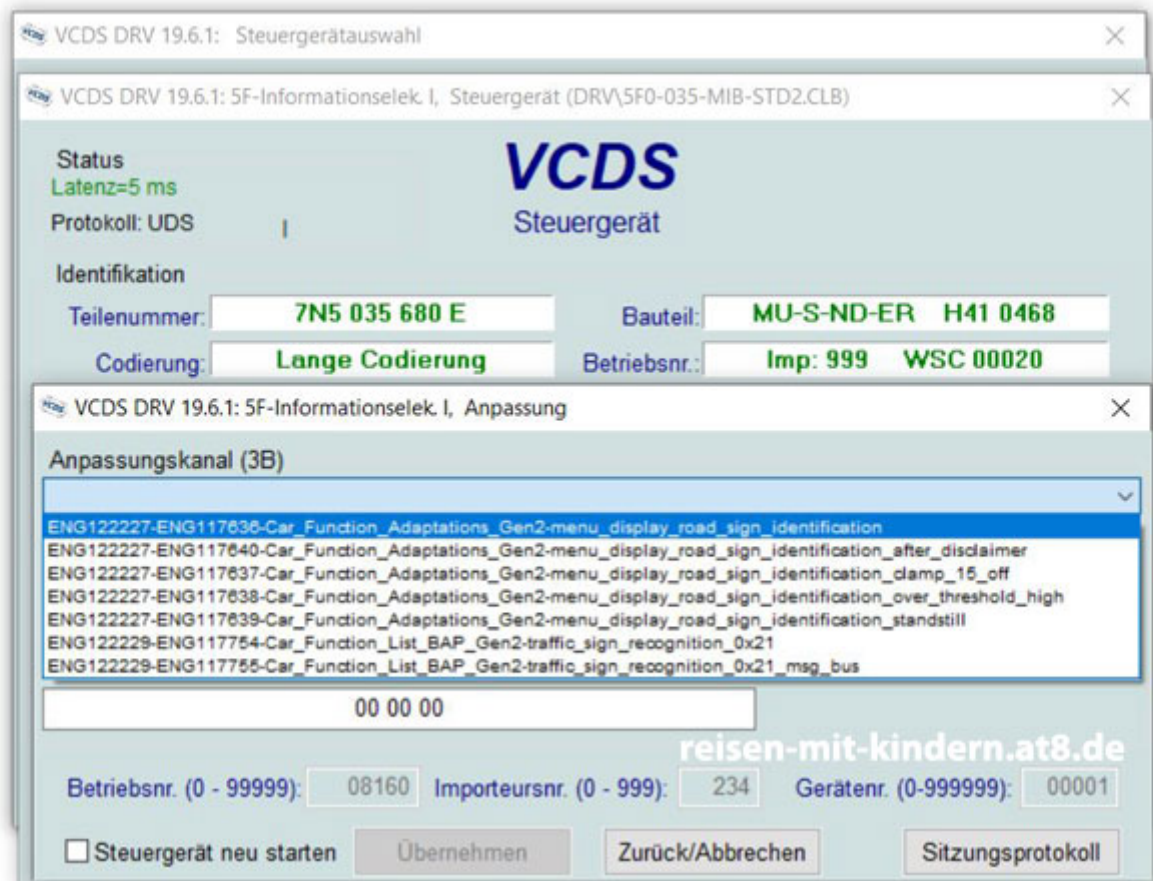 VCDS DRV 19.6.1: Steuergerätauswahl
VCDS DRV 19.6.1: 5F-Informationselek. I, Steuergerät (DRV\5F0-035-MIB-STD2.CLB)
Status
Latenz=5 ms
Protokoll: UDS
VCDS
Steuergerät
Identifikation
Teilenummer: 7N5 035 680 E Bauteil: MU-S-ND-ER H41 0468
Codierung: Lange Codierung Betriebsnr.: Imp: 999 WSC 00020
VCDS DRV 19.6.1: 5F-Informationselek. I, Anpassung
Anpassungskanal (3B)
ENG122227-ENG117636-Car_Function_Adaptations_Gen2-menu_display_road_sign_identification
ENG122227-ENG117640-Car_Function_Adaptations_Gen2-menu_display_road_sign_identification_after_disclaimer
ENG122227-ENG117637-Car_Function_Adaptations_Gen2-menu_display_road_sign_identification_clamp_15_off
ENG122227-ENG117638-Car_Function_Adaptations_Gen2-menu_display_road_sign_identification_over_threshold_high
ENG122227-ENG117639-Car_Function_Adaptations_Gen2-menu_display_road_sign_identification_standstill
ENG122229-ENG117754-Car_Function_List_BAP_Gen2-traffic_sign_recognition_0x21
ENG122229-ENG117755-Car_Function_List_BAP_Gen2-traffic_sign_recognition_0x21_msg_bus
00 00 00
reisen-mit-kindern.at8.de
Betriebsnr. (0 - 99999): 08160 Importeursnr. (0 - 999): 234 Gerätenr. (0-999999): 00001
Steuergerät neu starten Übernehmen Zurück/Abbrechen Sitzungsprotokoll